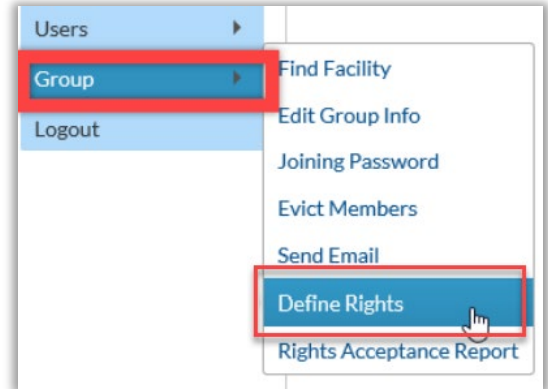 Users
Group
Logout
Find Facility
Edit Group Info
Joining Password
Evict Members
Send Email
Define Rights
Rights Acceptance Report